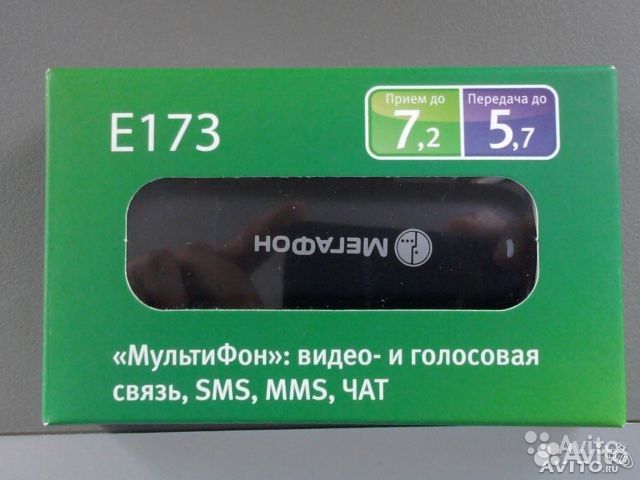 E173
Прием до
7,2
Передача до
5,7
МЕГАФОН
«МультиФон»: видео- и голосовая
связь, SMS, MMS, ЧАТ
Avito
AVITO.RU